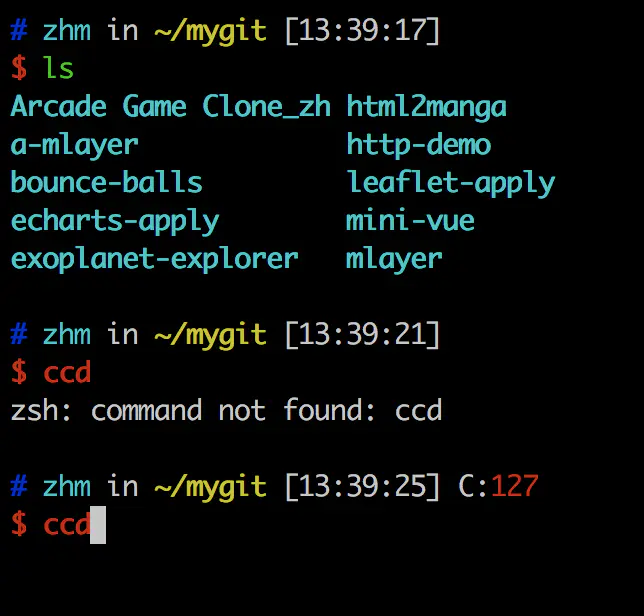 # zhm in ~/mygit [13:39:17]
$ ls
Arcade Game Clone_zh html2manga
a-mlayer             http-demo
bounce-balls         leaflet-apply
echarts-apply        mini-vue
exoplanet-explorer   mlayer
# zhm in ~/mygit [13:39:21]
$ ccd
zsh: command not found: ccd
# zhm in ~/mygit [13:39:25] C:127
$ ccd